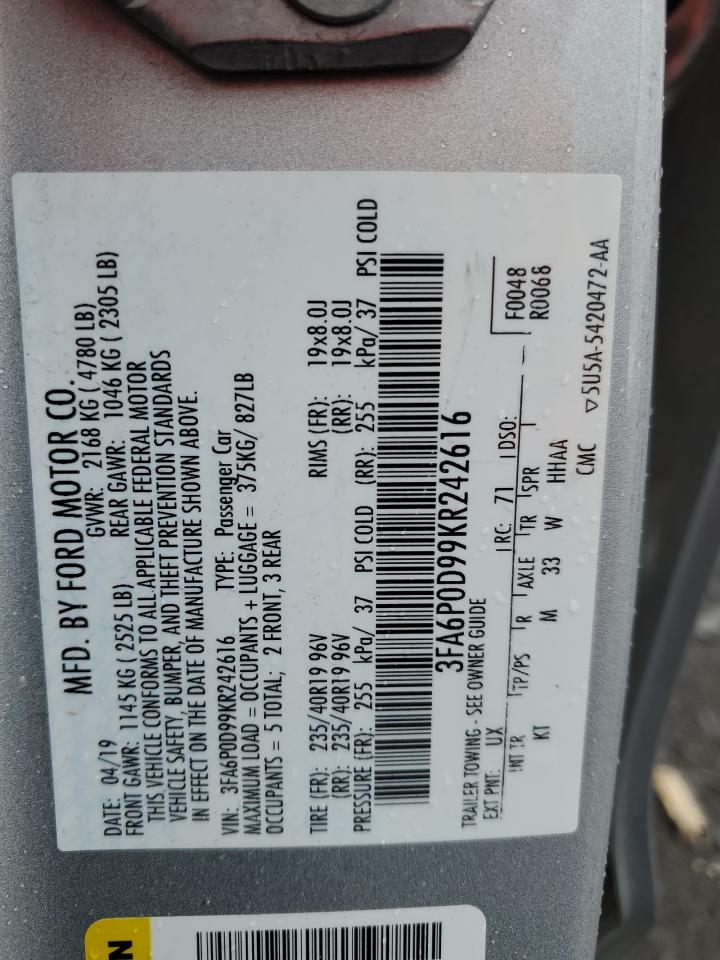 MFD. BY FORD MOTOR CO.
DATE: 04/19 GVWR: 2168 KG ( 4780 LB)
FRONT GAWR: 1145 KG ( 2525 LB) REAR GAWR: 1046 KG ( 2305 LB)
THIS VEHICLE CONFORMS TO ALL APPLICABLE FEDERAL MOTOR
VEHICLE SAFETY, BUMPER, AND THEFT PREVENTION STANDARDS
IN EFFECT ON THE DATE OF MANUFACTURE SHOWN ABOVE.
VIN: 3FA6P0D99KR242616 TYPE: Passenger Car
MAXIMUM LOAD = OCCUPANTS + LUGGAGE = 375KG/ 827LB
OCCUPANTS = 5 TOTAL; 2 FRONT, 3 REAR
TIRE (FR): 235/40R19 96V RIMS (FR): 19x8.0J
(RR): 235/40R19 96V (RR): 19x8.0J
PRESSURE (FR): 255 kPa/ 37 PSI COLD (RR): 255 kPa/ 37 PSI COLD
3FA6P0D99KR242616
TRAILER TOWING - SEE OWNER GUIDE
EXT PNT: UX RC: 71 DSO: F0048
R0068
INT TR TP/PS R AXLE TR SPR
KT M 33 W HHAA
CMC ▽5U5A-5420472-AA
N